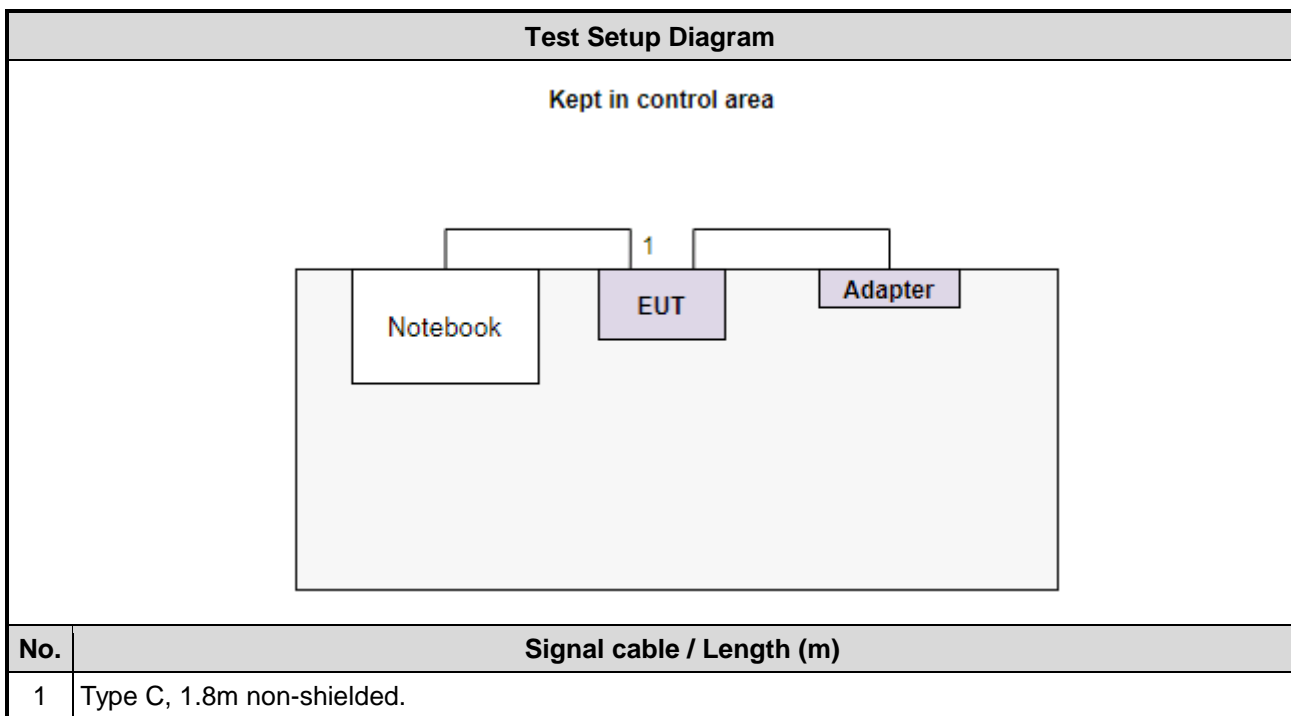 Test Setup Diagram
Kept in control area
1
Notebook
EUT
Adapter
No. Signal cable / Length (m)
1 Type C, 1.8m non-shielded.